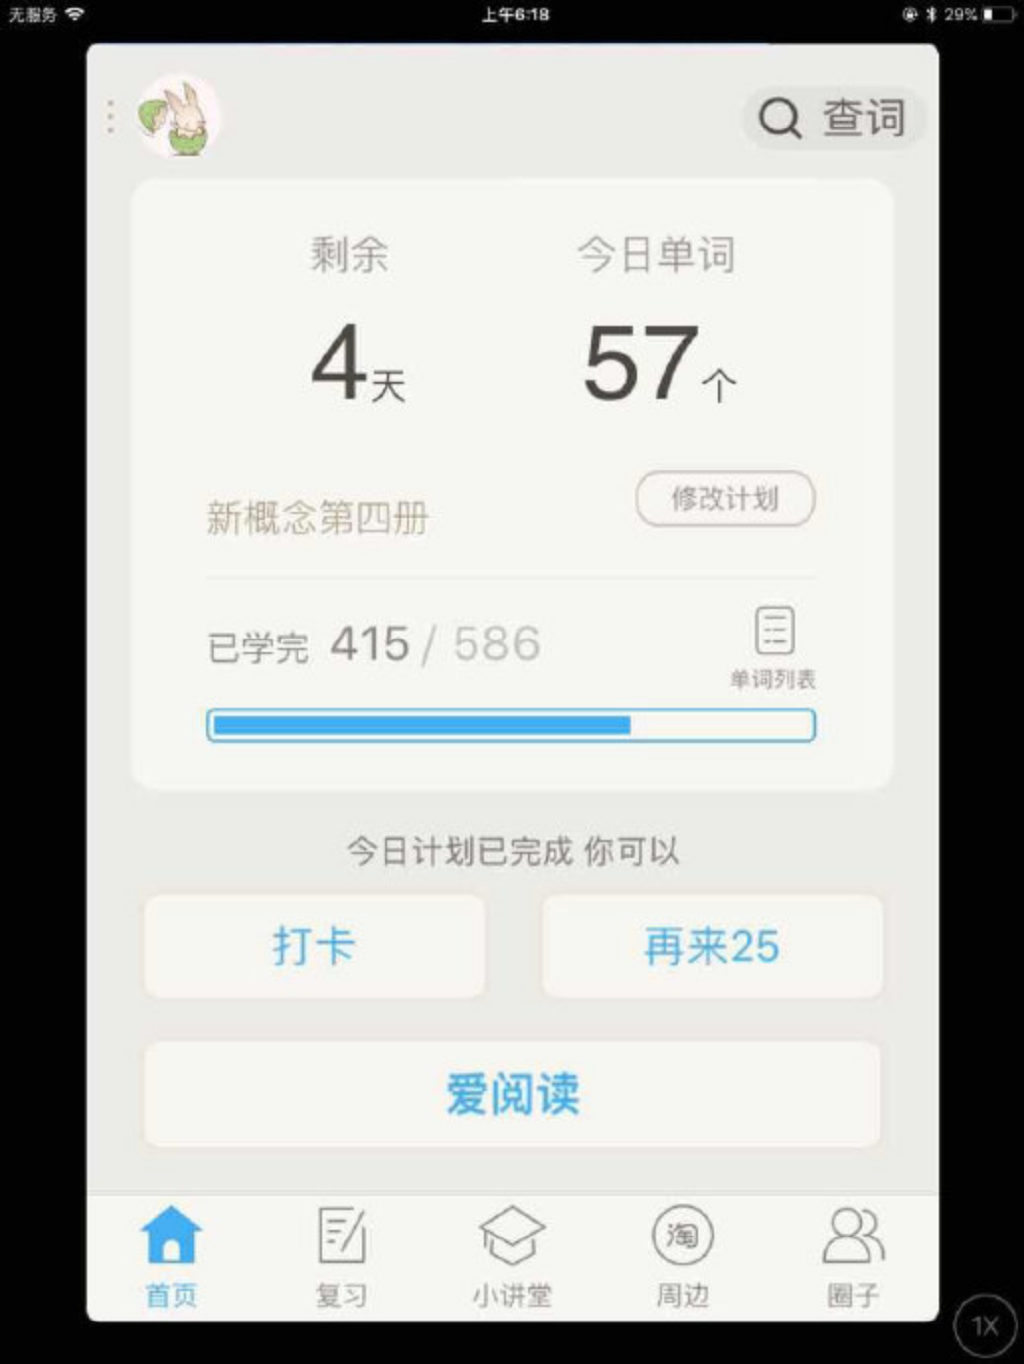 无服务 上午6:18 29%
查词
剩余 今日单词
4天 57个
新概念第四册 修改计划
已学完 415 / 586
单词列表
今日计划已完成 你可以
打卡 再来25
爱阅读
淘
首页 复习 小讲堂 周边 圈子
1X